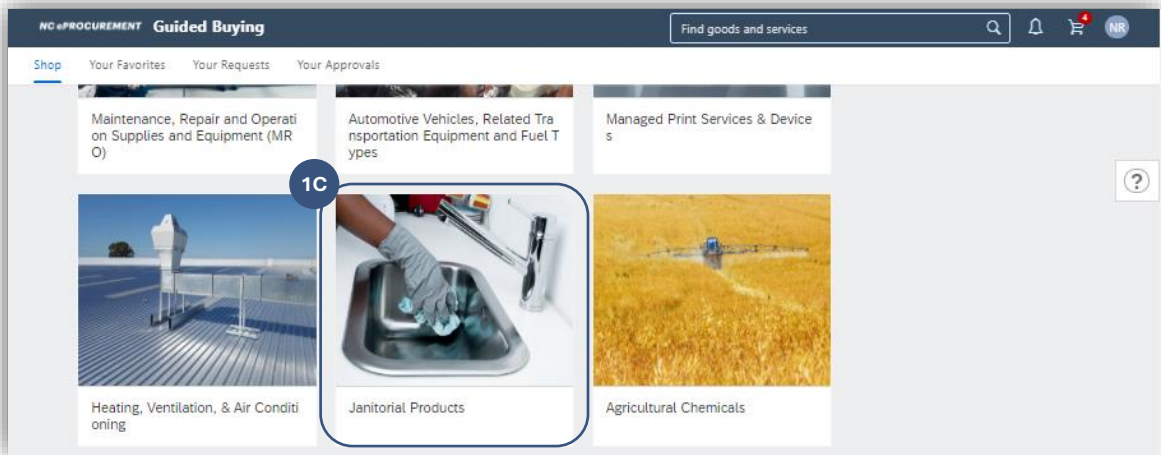 NC ePROCUREMENT Guided Buying
Find goods and services
4
NR
Shop Your Favorites Your Requests Your Approvals
Maintenance, Repair and Operati
on Supplies and Equipment (MR
O)
Automotive Vehicles, Related Tra
nsportation Equipment and Fuel T
ypes
Managed Print Services & Device
s
?
1C
Heating, Ventilation, & Air Conditi
oning
Janitorial Products
Agricultural Chemicals